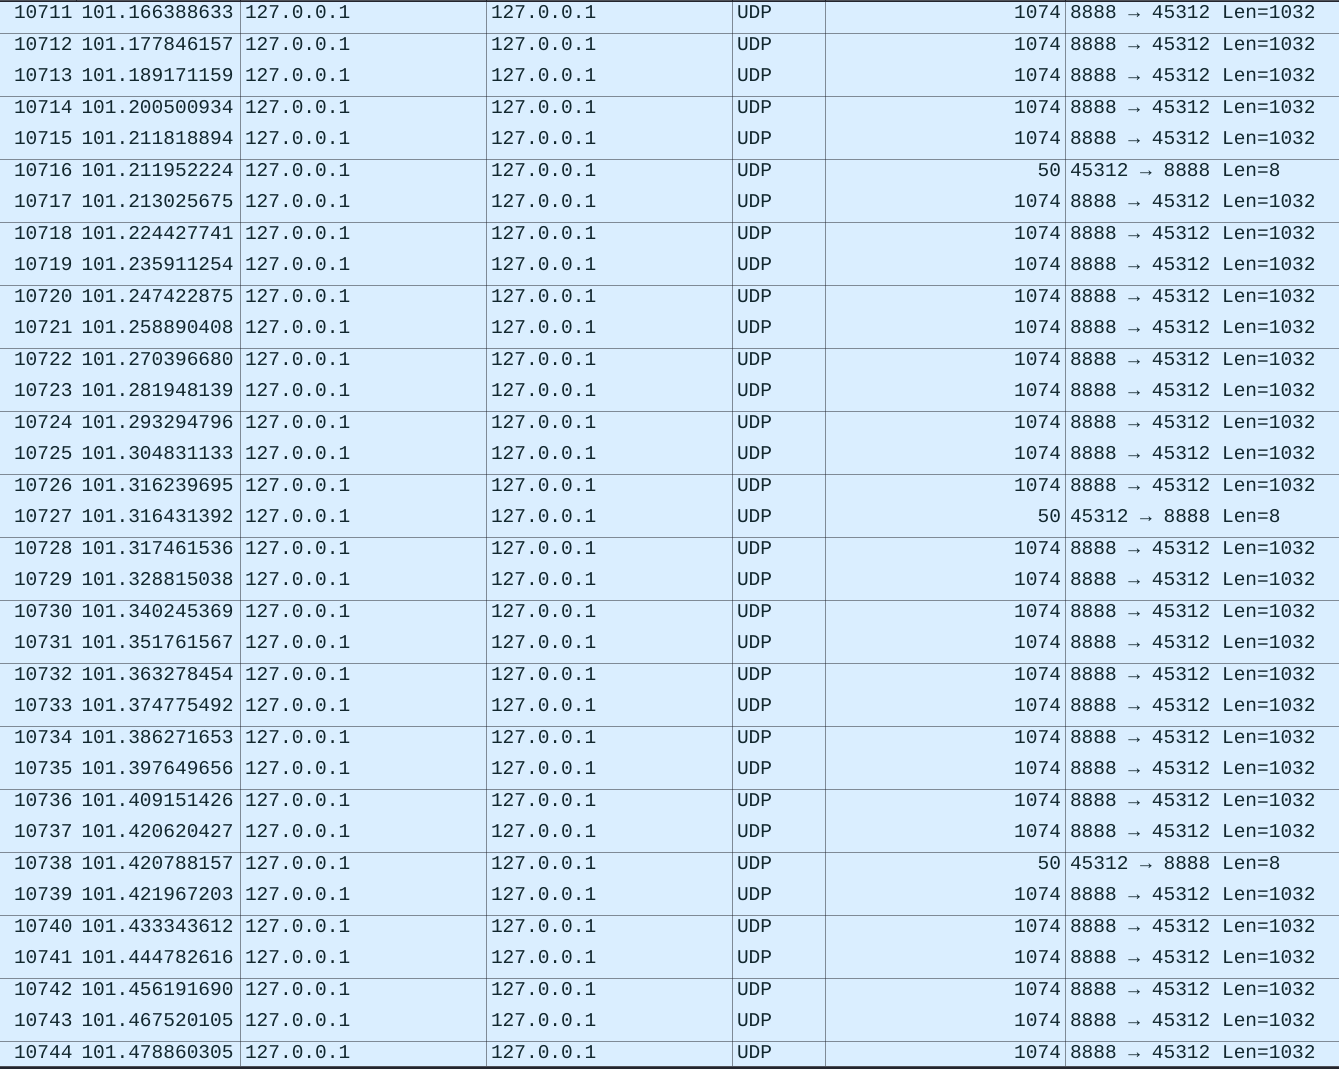 10711 101.166388633 127.0.0.1 127.0.0.1 UDP 1074 8888 → 45312 Len=1032
10712 101.177846157 127.0.0.1 127.0.0.1 UDP 1074 8888 → 45312 Len=1032
10713 101.189171159 127.0.0.1 127.0.0.1 UDP 1074 8888 → 45312 Len=1032
10714 101.200500934 127.0.0.1 127.0.0.1 UDP 1074 8888 → 45312 Len=1032
10715 101.211818894 127.0.0.1 127.0.0.1 UDP 1074 8888 → 45312 Len=1032
10716 101.211952224 127.0.0.1 127.0.0.1 UDP 50 45312 → 8888 Len=8
10717 101.213025675 127.0.0.1 127.0.0.1 UDP 1074 8888 → 45312 Len=1032
10718 101.224427741 127.0.0.1 127.0.0.1 UDP 1074 8888 → 45312 Len=1032
10719 101.235911254 127.0.0.1 127.0.0.1 UDP 1074 8888 → 45312 Len=1032
10720 101.247422875 127.0.0.1 127.0.0.1 UDP 1074 8888 → 45312 Len=1032
10721 101.258890408 127.0.0.1 127.0.0.1 UDP 1074 8888 → 45312 Len=1032
10722 101.270396680 127.0.0.1 127.0.0.1 UDP 1074 8888 → 45312 Len=1032
10723 101.281948139 127.0.0.1 127.0.0.1 UDP 1074 8888 → 45312 Len=1032
10724 101.293294796 127.0.0.1 127.0.0.1 UDP 1074 8888 → 45312 Len=1032
10725 101.304831133 127.0.0.1 127.0.0.1 UDP 1074 8888 → 45312 Len=1032
10726 101.316239695 127.0.0.1 127.0.0.1 UDP 1074 8888 → 45312 Len=1032
10727 101.316431392 127.0.0.1 127.0.0.1 UDP 50 45312 → 8888 Len=8
10728 101.317461536 127.0.0.1 127.0.0.1 UDP 1074 8888 → 45312 Len=1032
10729 101.328815038 127.0.0.1 127.0.0.1 UDP 1074 8888 → 45312 Len=1032
10730 101.340245369 127.0.0.1 127.0.0.1 UDP 1074 8888 → 45312 Len=1032
10731 101.351761567 127.0.0.1 127.0.0.1 UDP 1074 8888 → 45312 Len=1032
10732 101.363278454 127.0.0.1 127.0.0.1 UDP 1074 8888 → 45312 Len=1032
10733 101.374775492 127.0.0.1 127.0.0.1 UDP 1074 8888 → 45312 Len=1032
10734 101.386271653 127.0.0.1 127.0.0.1 UDP 1074 8888 → 45312 Len=1032
10735 101.397649656 127.0.0.1 127.0.0.1 UDP 1074 8888 → 45312 Len=1032
10736 101.409151426 127.0.0.1 127.0.0.1 UDP 1074 8888 → 45312 Len=1032
10737 101.420620427 127.0.0.1 127.0.0.1 UDP 1074 8888 → 45312 Len=1032
10738 101.420788157 127.0.0.1 127.0.0.1 UDP 50 45312 → 8888 Len=8
10739 101.421967203 127.0.0.1 127.0.0.1 UDP 1074 8888 → 45312 Len=1032
10740 101.433343612 127.0.0.1 127.0.0.1 UDP 1074 8888 → 45312 Len=1032
10741 101.444782616 127.0.0.1 127.0.0.1 UDP 1074 8888 → 45312 Len=1032
10742 101.456191690 127.0.0.1 127.0.0.1 UDP 1074 8888 → 45312 Len=1032
10743 101.467520105 127.0.0.1 127.0.0.1 UDP 1074 8888 → 45312 Len=1032
10744 101.478860305 127.0.0.1 127.0.0.1 UDP 1074 8888 → 45312 Len=1032